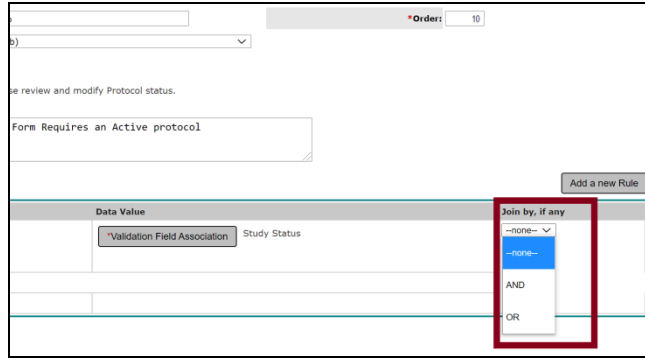 *Order: 10
b)
se review and modify Protocol status.
Form Requires an Active protocol
Add a new Rule
Data Value
Join by, if any
*Validation Field Association Study Status
--none--
--none--
AND
OR